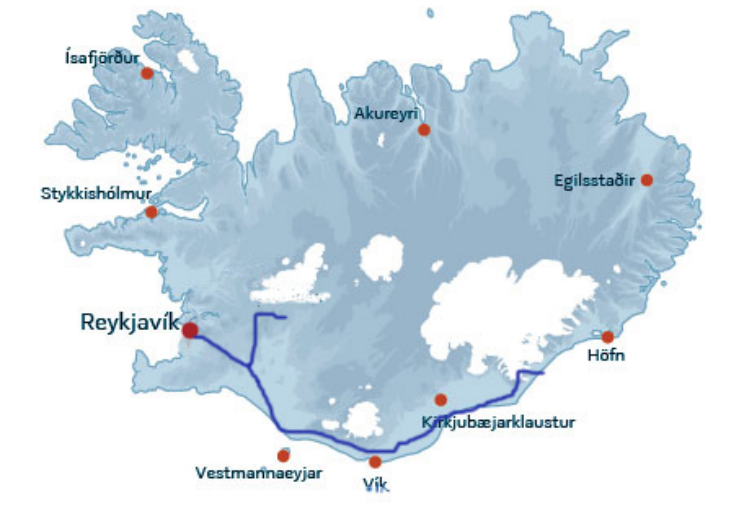 Ísafjörður
Akureyri
Egilsstaðir
Stykkishólmur
Reykjavík
Höfn
Kirkjubæjarklaustur
Vestmannaeyjar
Vík